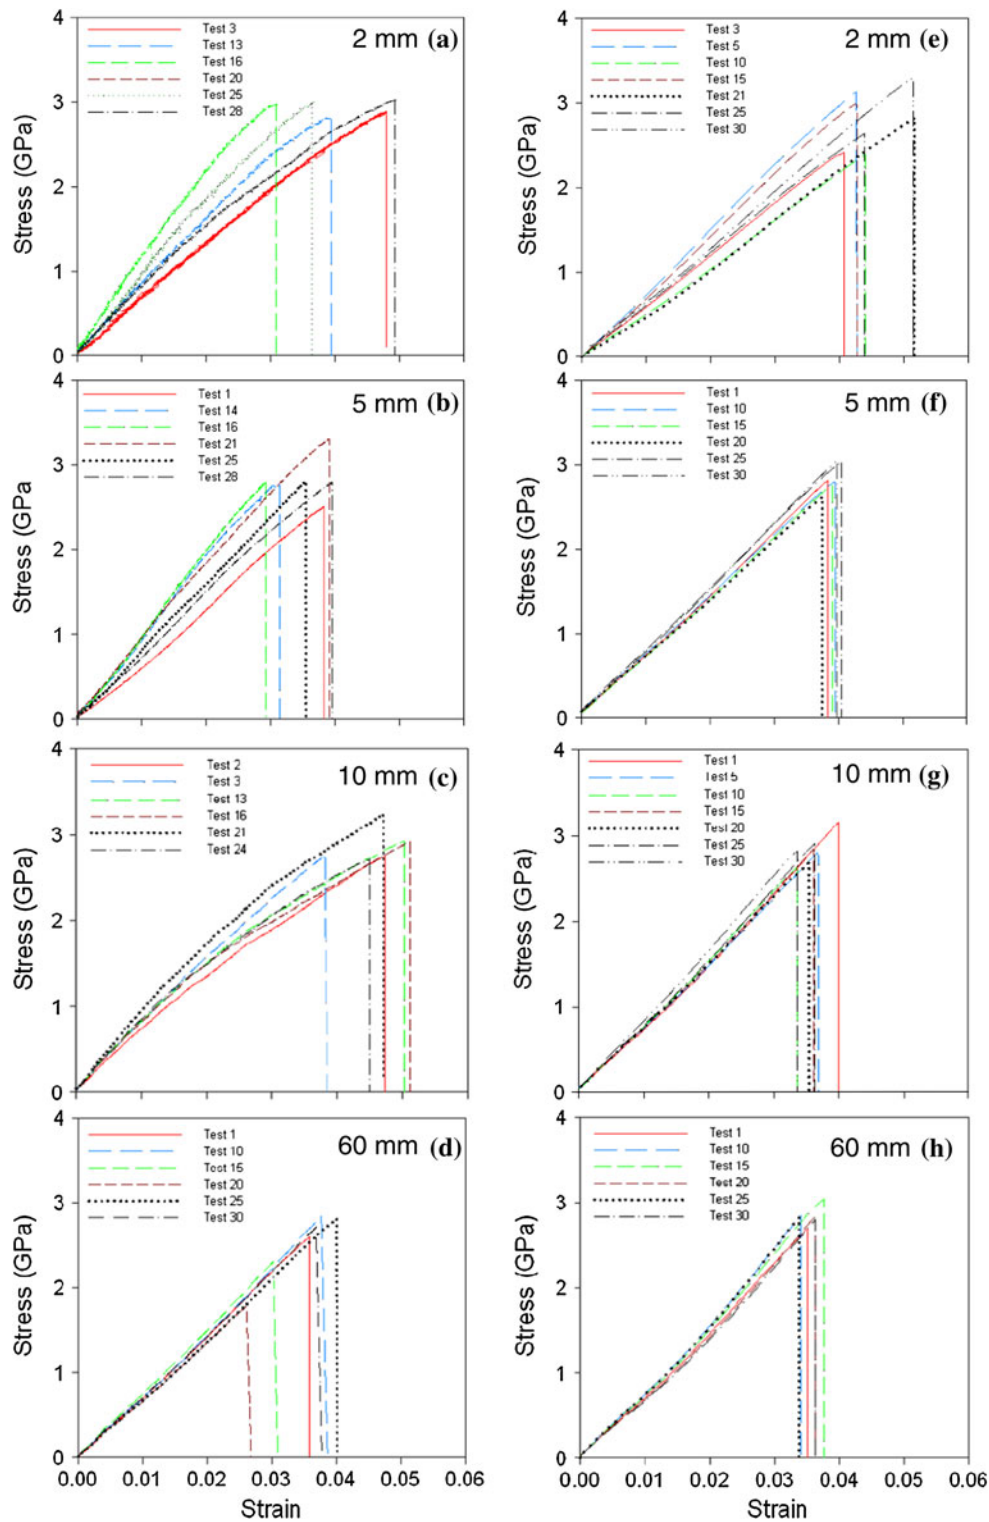 4
3
2
1
0
Stress (GPa)
Test 3
Test 13
Test 16
Test 20
Test 25
Test 28
2 mm (a)
4
3
2
1
0
Stress (GPa)
Test 3
Test 5
Test 10
Test 15
Test 21
Test 25
Test 30
2 mm (e)
4
3
2
1
0
Stress (GPa
Test 1
Test 14
Test 16
Test 21
Test 25
Test 28
5 mm (b)
4
3
2
1
0
Stress (GPa)
Test 1
Test 10
Test 15
Test 20
Test 25
Test 30
5 mm (f)
4
3
2
1
0
Stress (GPa)
Test 2
Test 3
Test 13
Test 16
Test 21
Test 24
10 mm (c)
4
3
2
1
0
Stress (GPa)
Test 1
Test 5
Test 10
Test 15
Test 20
Test 25
Test 30
10 mm (g)
4
3
2
1
0
Stress (GPa)
Test 1
Test 10
Test 15
Test 20
Test 25
Test 30
60 mm (d)
0.00 0.01 0.02 0.03 0.04 0.05 0.06
Strain
4
3
2
1
0
Stress (GPa)
Test 1
Test 10
Test 15
Test 20
Test 25
Test 30
60 mm (h)
0.00 0.01 0.02 0.03 0.04 0.05 0.06
Strain